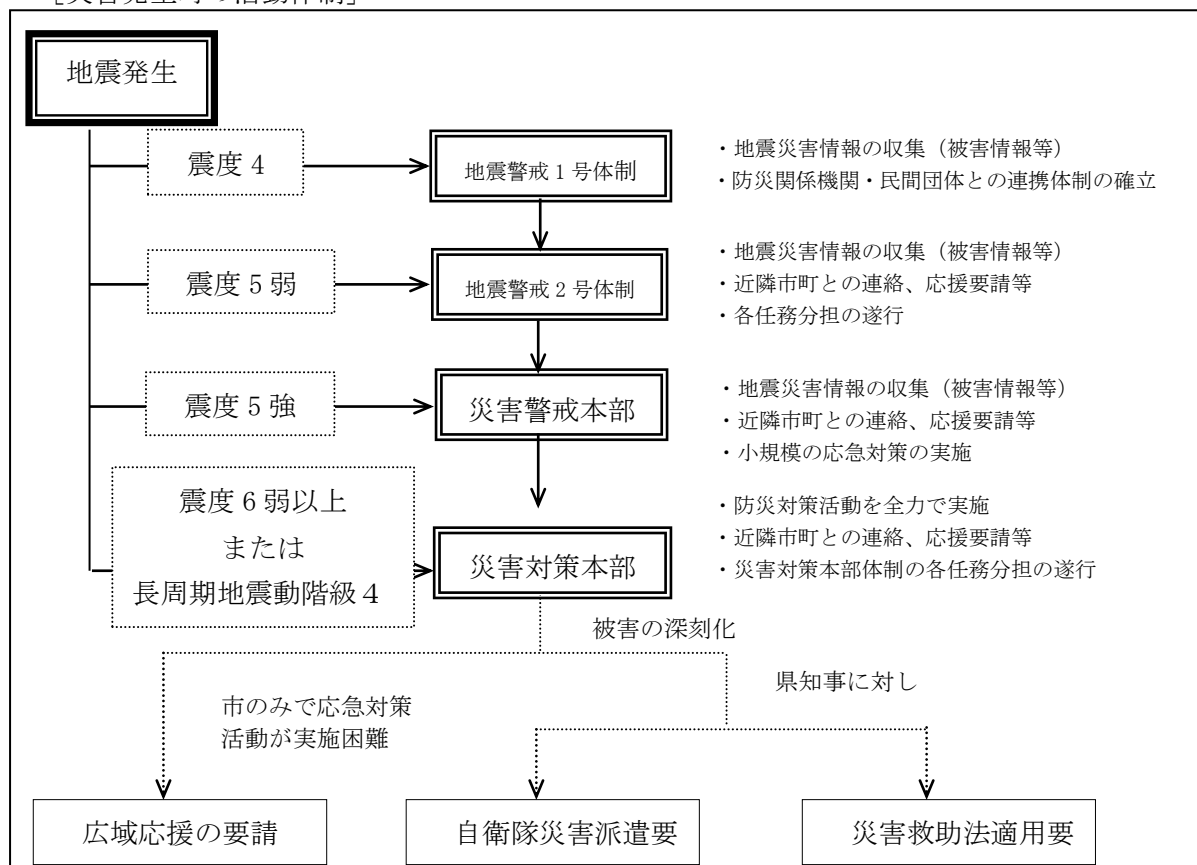 [災害発生時の活動体制]
地震発生
震度４
地震警戒１号体制
・地震災害情報の収集（被害情報等）
・防災関係機関・民間団体との連携体制の確立
震度５弱
地震警戒２号体制
・地震災害情報の収集（被害情報等）
・近隣市町との連絡、応援要請等
・各任務分担の遂行
震度５強
災害警戒本部
・地震災害情報の収集（被害情報等）
・近隣市町との連絡、応援要請等
・小規模の応急対策の実施
震度６弱以上
または
長周期地震動階級４
災害対策本部
・防災対策活動を全力で実施
・近隣市町との連絡、応援要請等
・災害対策本部体制の各任務分担の遂行
被害の深刻化
県知事に対し
市のみで応急対策
活動が実施困難
広域応援の要請
自衛隊災害派遣要
災害救助法適用要